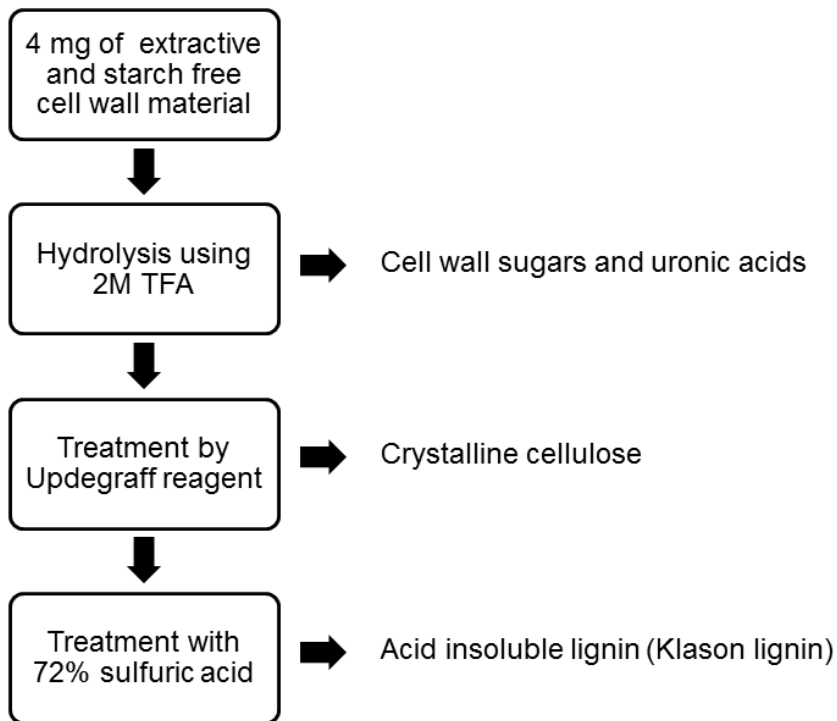 4 mg of extractive
and starch free
cell wall material
Hydrolysis using
2M TFA
Cell wall sugars and uronic acids
Treatment by
Updegraff reagent
Crystalline cellulose
Treatment with
72% sulfuric acid
Acid insoluble lignin (Klason lignin)